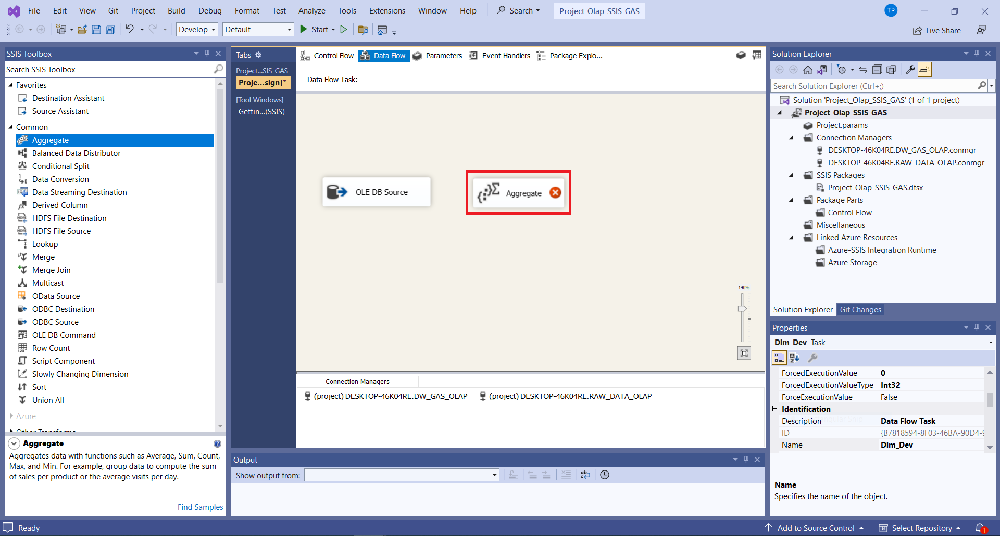 File Edit View Git Project Build Debug Format Test Analyze Tools Extensions Window Help Search Project_Olap_SSIS_GAS TP
Develop Default Start Live Share
SSIS Toolbox
Search SSIS Toolbox
Favorites
Destination Assistant
Source Assistant
Common
Aggregate
Balanced Data Distributor
Conditional Split
Data Conversion
Data Streaming Destination
Derived Column
HDFS File Destination
HDFS File Source
Lookup
Merge
Merge Join
Multicast
OData Source
ODBC Destination
ODBC Source
OLE DB Command
Row Count
Script Component
Slowly Changing Dimension
Sort
Union All
Azure
Other Transforms
Aggregate
Aggregates data with functions such as Average, Sum, Count,
Max, and Min. For example, group data to compute the sum
of sales per product or the average visits per day.
Find Samples
Tabs
Project...SIS_GAS
Proje...sign]*
[Tool Windows]
Gettin...(SSIS)
Control Flow Data Flow Parameters Event Handlers Package Explo...
Data Flow Task:
OLE DB Source
Aggregate
140%
Connection Managers
(project) DESKTOP-46K04RE.DW_GAS_OLAP (project) DESKTOP-46K04RE.RAW_DATA_OLAP
Output
Show output from:
Solution Explorer
Search Solution Explorer (Ctrl+;)
Solution 'Project_Olap_SSIS_GAS' (1 of 1 project)
Project_Olap_SSIS_GAS
Project.params
Connection Managers
DESKTOP-46K04RE.DW_GAS_OLAP.conmgr
DESKTOP-46K04RE.RAW_DATA_OLAP.conmgr
SSIS Packages
Project_Olap_SSIS_GAS.dtsx
Package Parts
Control Flow
Miscellaneous
Linked Azure Resources
Azure-SSIS Integration Runtime
Azure Storage
Solution Explorer Git Changes
Properties
Dim_Dev Task
ForcedExecutionValue 0
ForcedExecutionValueType Int32
ForceExecutionValue False
Identification
Description Data Flow Task
ID {B7818594-8F03-46BA-90D4-9
Name Dim_Dev
Name
Specifies the name of the object.
Ready Add to Source Control Select Repository 1